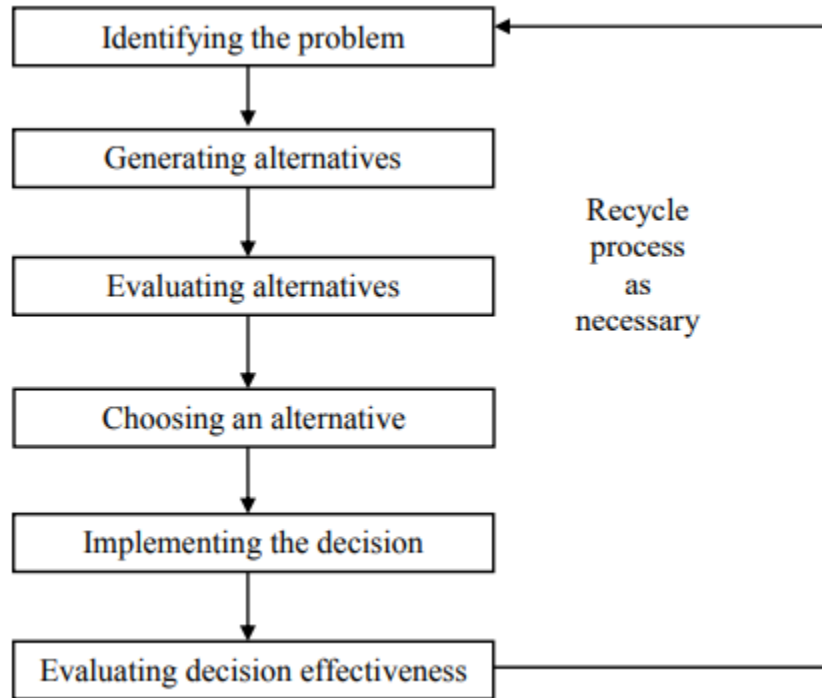 Identifying the problem
Generating alternatives
Evaluating alternatives
Recycle
process
as
necessary
Choosing an alternative
Implementing the decision
Evaluating decision effectiveness